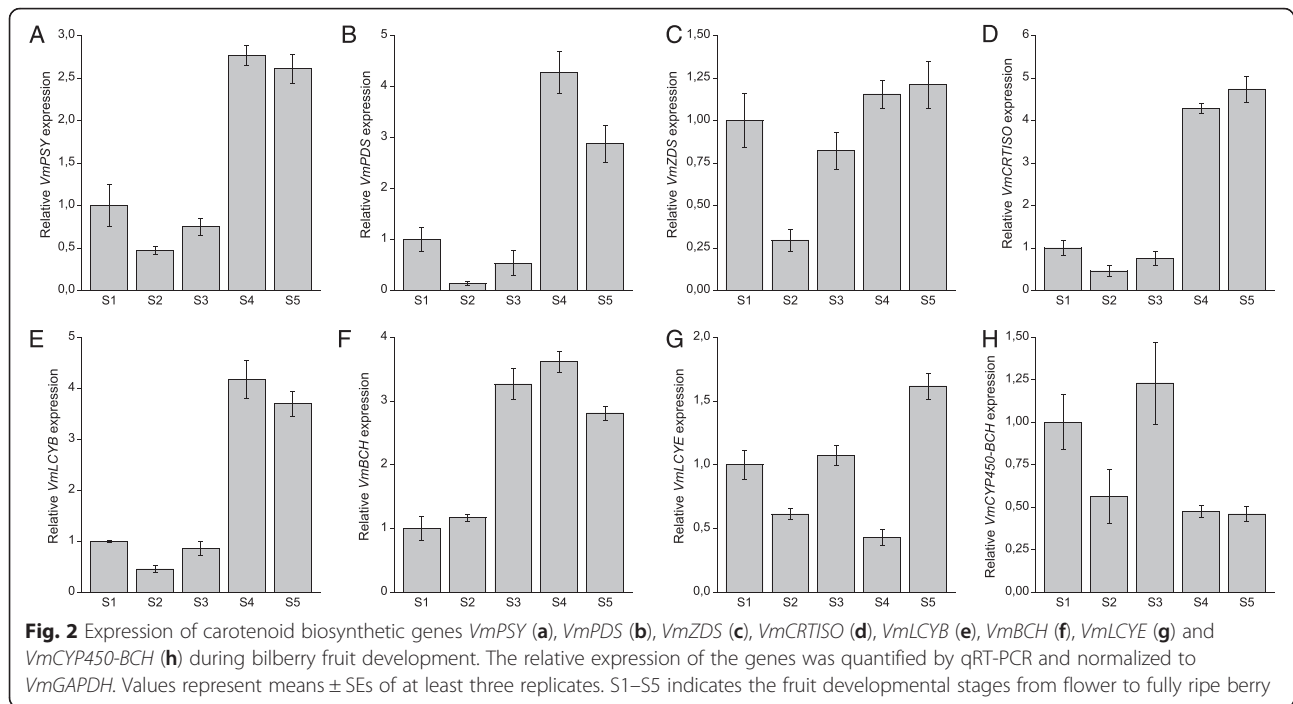 A
Relative VmPSY expression
3,0
2,5
2,0
1,5
1,0
0,5
0,0
S1 S2 S3 S4 S5
B
Relative VmPDS expression
5
4
3
2
1
0
S1 S2 S3 S4 S5
C
Relative VmZDS expression
1,50
1,25
1,00
0,75
0,50
0,25
0,00
S1 S2 S3 S4 S5
D
Relative VmCRTISO expression
6
5
4
3
2
1
0
S1 S2 S3 S4 S5
E
Relative VmLCYB expression
5
4
3
2
1
0
S1 S2 S3 S4 S5
F
Relative VmBCH expression
4
3
2
1
0
S1 S2 S3 S4 S5
G
Relative VmLCYE expression
2,0
1,5
1,0
0,5
0,0
S1 S2 S3 S4 S5
H
Relative VmCYP450-BCH expression
1,50
1,25
1,00
0,75
0,50
0,25
0,00
S1 S2 S3 S4 S5
Fig. 2 Expression of carotenoid biosynthetic genes VmPSY (a), VmPDS (b), VmZDS (c), VmCRTISO (d), VmLCYB (e), VmBCH (f), VmLCYE (g) and
VmCYP450-BCH (h) during bilberry fruit development. The relative expression of the genes was quantified by qRT-PCR and normalized to
VmGAPDH. Values represent means ± SEs of at least three replicates. S1–S5 indicates the fruit developmental stages from flower to fully ripe berry